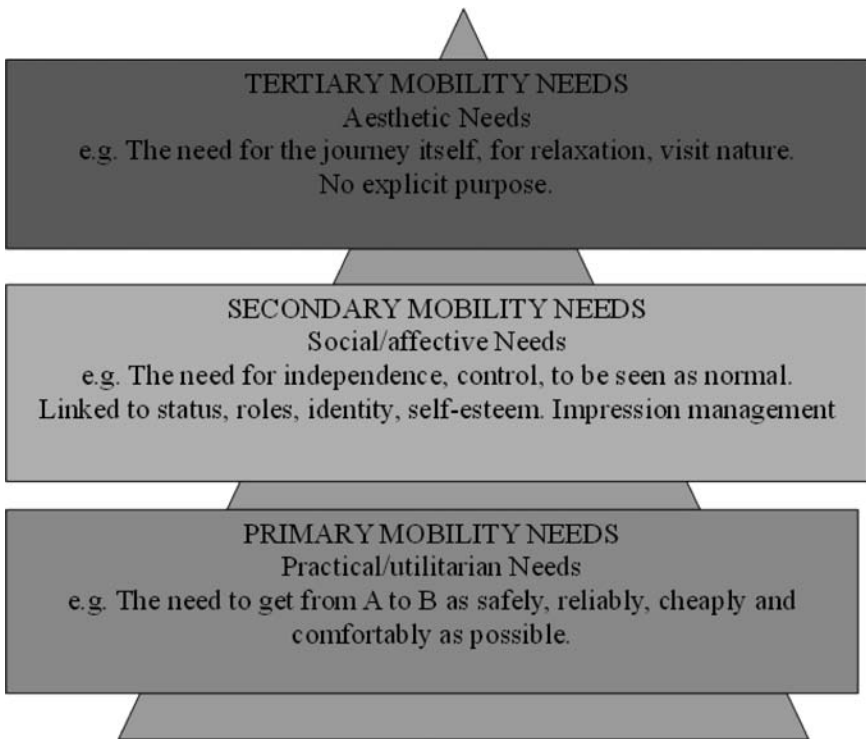 TERTIARY MOBILITY NEEDS
Aesthetic Needs
e.g. The need for the journey itself, for relaxation, visit nature.
No explicit purpose.
SECONDARY MOBILITY NEEDS
Social/affective Needs
e.g. The need for independence, control, to be seen as normal.
Linked to status, roles, identity, self-esteem. Impression management
PRIMARY MOBILITY NEEDS
Practical/utilitarian Needs
e.g. The need to get from A to B as safely, reliably, cheaply and
comfortably as possible.